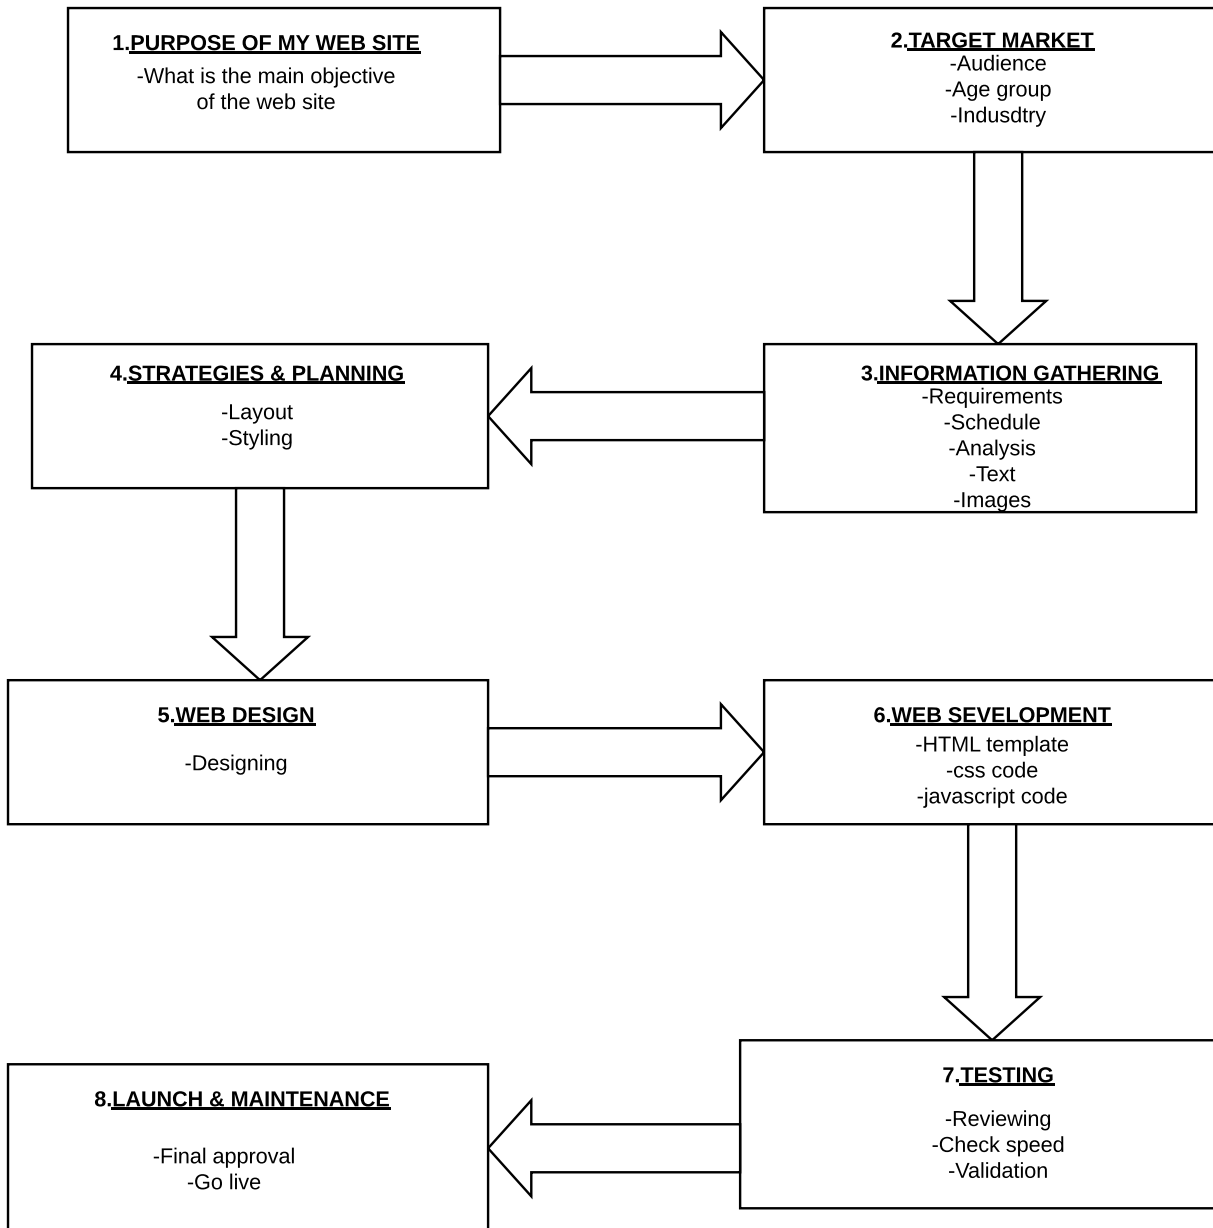 1.PURPOSE OF MY WEB SITE
-What is the main objective
of the web site
2.TARGET MARKET
-Audience
-Age group
-Indusdtry
3.INFORMATION GATHERING
-Requirements
-Schedule
-Analysis
-Text
-Images
4.STRATEGIES & PLANNING
-Layout
-Styling
5.WEB DESIGN
-Designing
6.WEB SEVELOPMENT
-HTML template
-css code
-javascript code
7.TESTING
-Reviewing
-Check speed
-Validation
8.LAUNCH & MAINTENANCE
-Final approval
-Go live